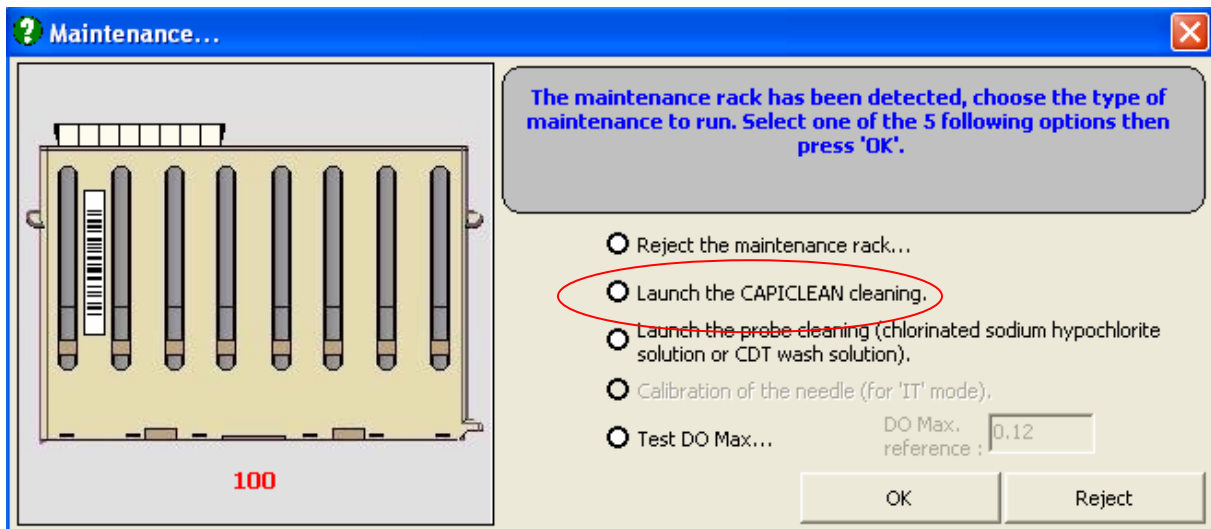 Maintenance...
The maintenance rack has been detected, choose the type of
maintenance to run. Select one of the 5 following options then
press 'OK'.
Reject the maintenance rack...
Launch the CAPICLEAN cleaning.
Launch the probe cleaning (chlorinated sodium hypochlorite
solution or CDT wash solution).
Calibration of the needle (for 'IT' mode).
Test DO Max...
DO Max.
reference :
0.12
100
OK
Reject